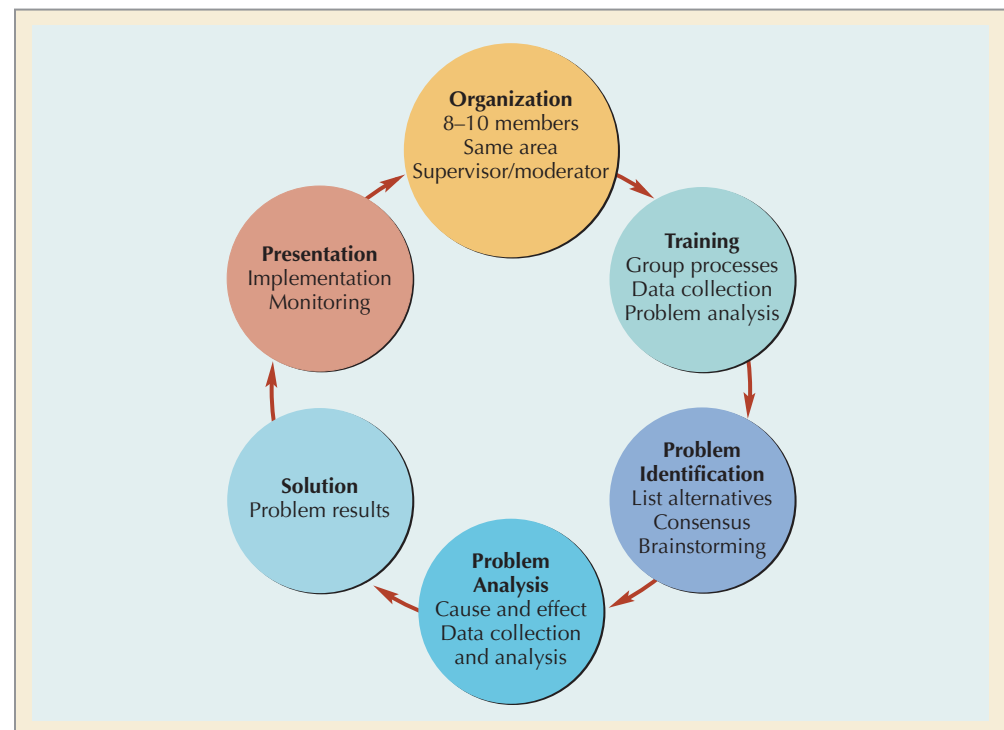 Organization
8–10 members
Same area
Supervisor/moderator
Training
Group processes
Data collection
Problem analysis
Problem
Identification
List alternatives
Consensus
Brainstorming
Problem
Analysis
Cause and effect
Data collection
and analysis
Solution
Problem results
Presentation
Implementation
Monitoring